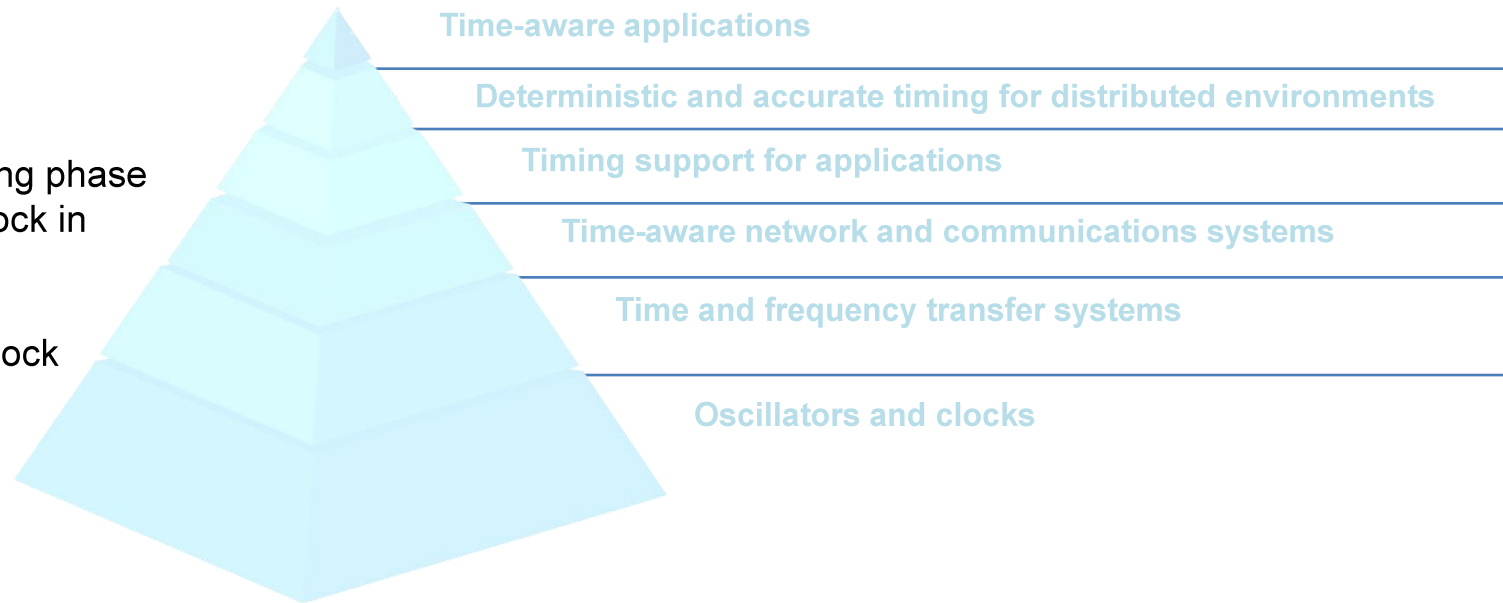 Time-aware applications
Deterministic and accurate timing for distributed environments
Timing support for applications
ng phase
ock in
Time-aware network and communications systems
Time and frequency transfer systems
ock
Oscillators and clocks